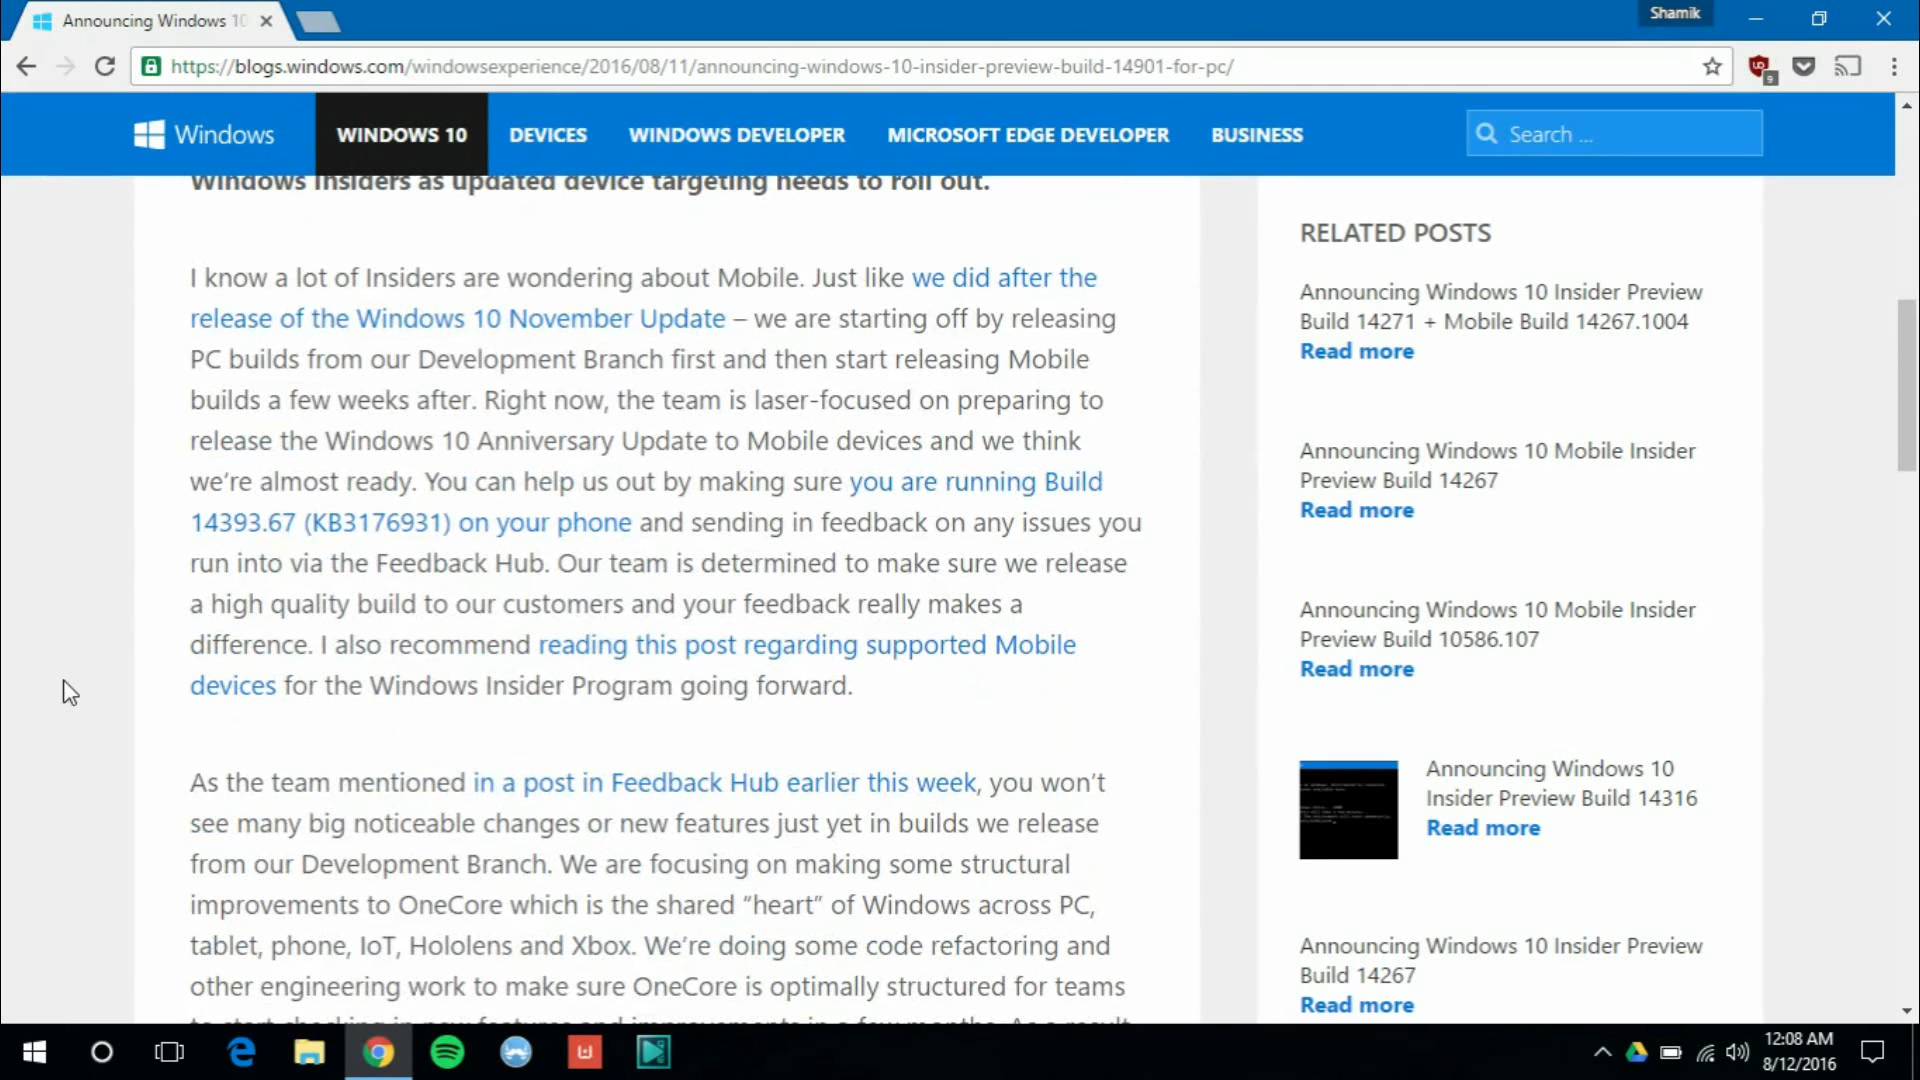 Announcing Windows 10
Shamik
https://blogs.windows.com/windowsexperience/2016/08/11/announcing-windows-10-insider-preview-build-14901-for-pc/
9
Windows
WINDOWS 10
DEVICES
WINDOWS DEVELOPER
MICROSOFT EDGE DEVELOPER
BUSINESS
Search ...
Windows Insiders as updated device targeting needs to roll out.
I know a lot of Insiders are wondering about Mobile. Just like we did after the
release of the Windows 10 November Update – we are starting off by releasing
PC builds from our Development Branch first and then start releasing Mobile
builds a few weeks after. Right now, the team is laser-focused on preparing to
release the Windows 10 Anniversary Update to Mobile devices and we think
we’re almost ready. You can help us out by making sure you are running Build
14393.67 (KB3176931) on your phone and sending in feedback on any issues you
run into via the Feedback Hub. Our team is determined to make sure we release
a high quality build to our customers and your feedback really makes a
difference. I also recommend reading this post regarding supported Mobile
devices for the Windows Insider Program going forward.
As the team mentioned in a post in Feedback Hub earlier this week, you won’t
see many big noticeable changes or new features just yet in builds we release
from our Development Branch. We are focusing on making some structural
improvements to OneCore which is the shared “heart” of Windows across PC,
tablet, phone, IoT, Hololens and Xbox. We’re doing some code refactoring and
other engineering work to make sure OneCore is optimally structured for teams
to start checking in new features and improvements in a few months. As a result
RELATED POSTS
Announcing Windows 10 Insider Preview
Build 14271 + Mobile Build 14267.1004
Read more
Announcing Windows 10 Mobile Insider
Preview Build 14267
Read more
Announcing Windows 10 Mobile Insider
Preview Build 10586.107
Read more
Announcing Windows 10
Insider Preview Build 14316
Read more
Announcing Windows 10 Insider Preview
Build 14267
Read more
12:08 AM
8/12/2016